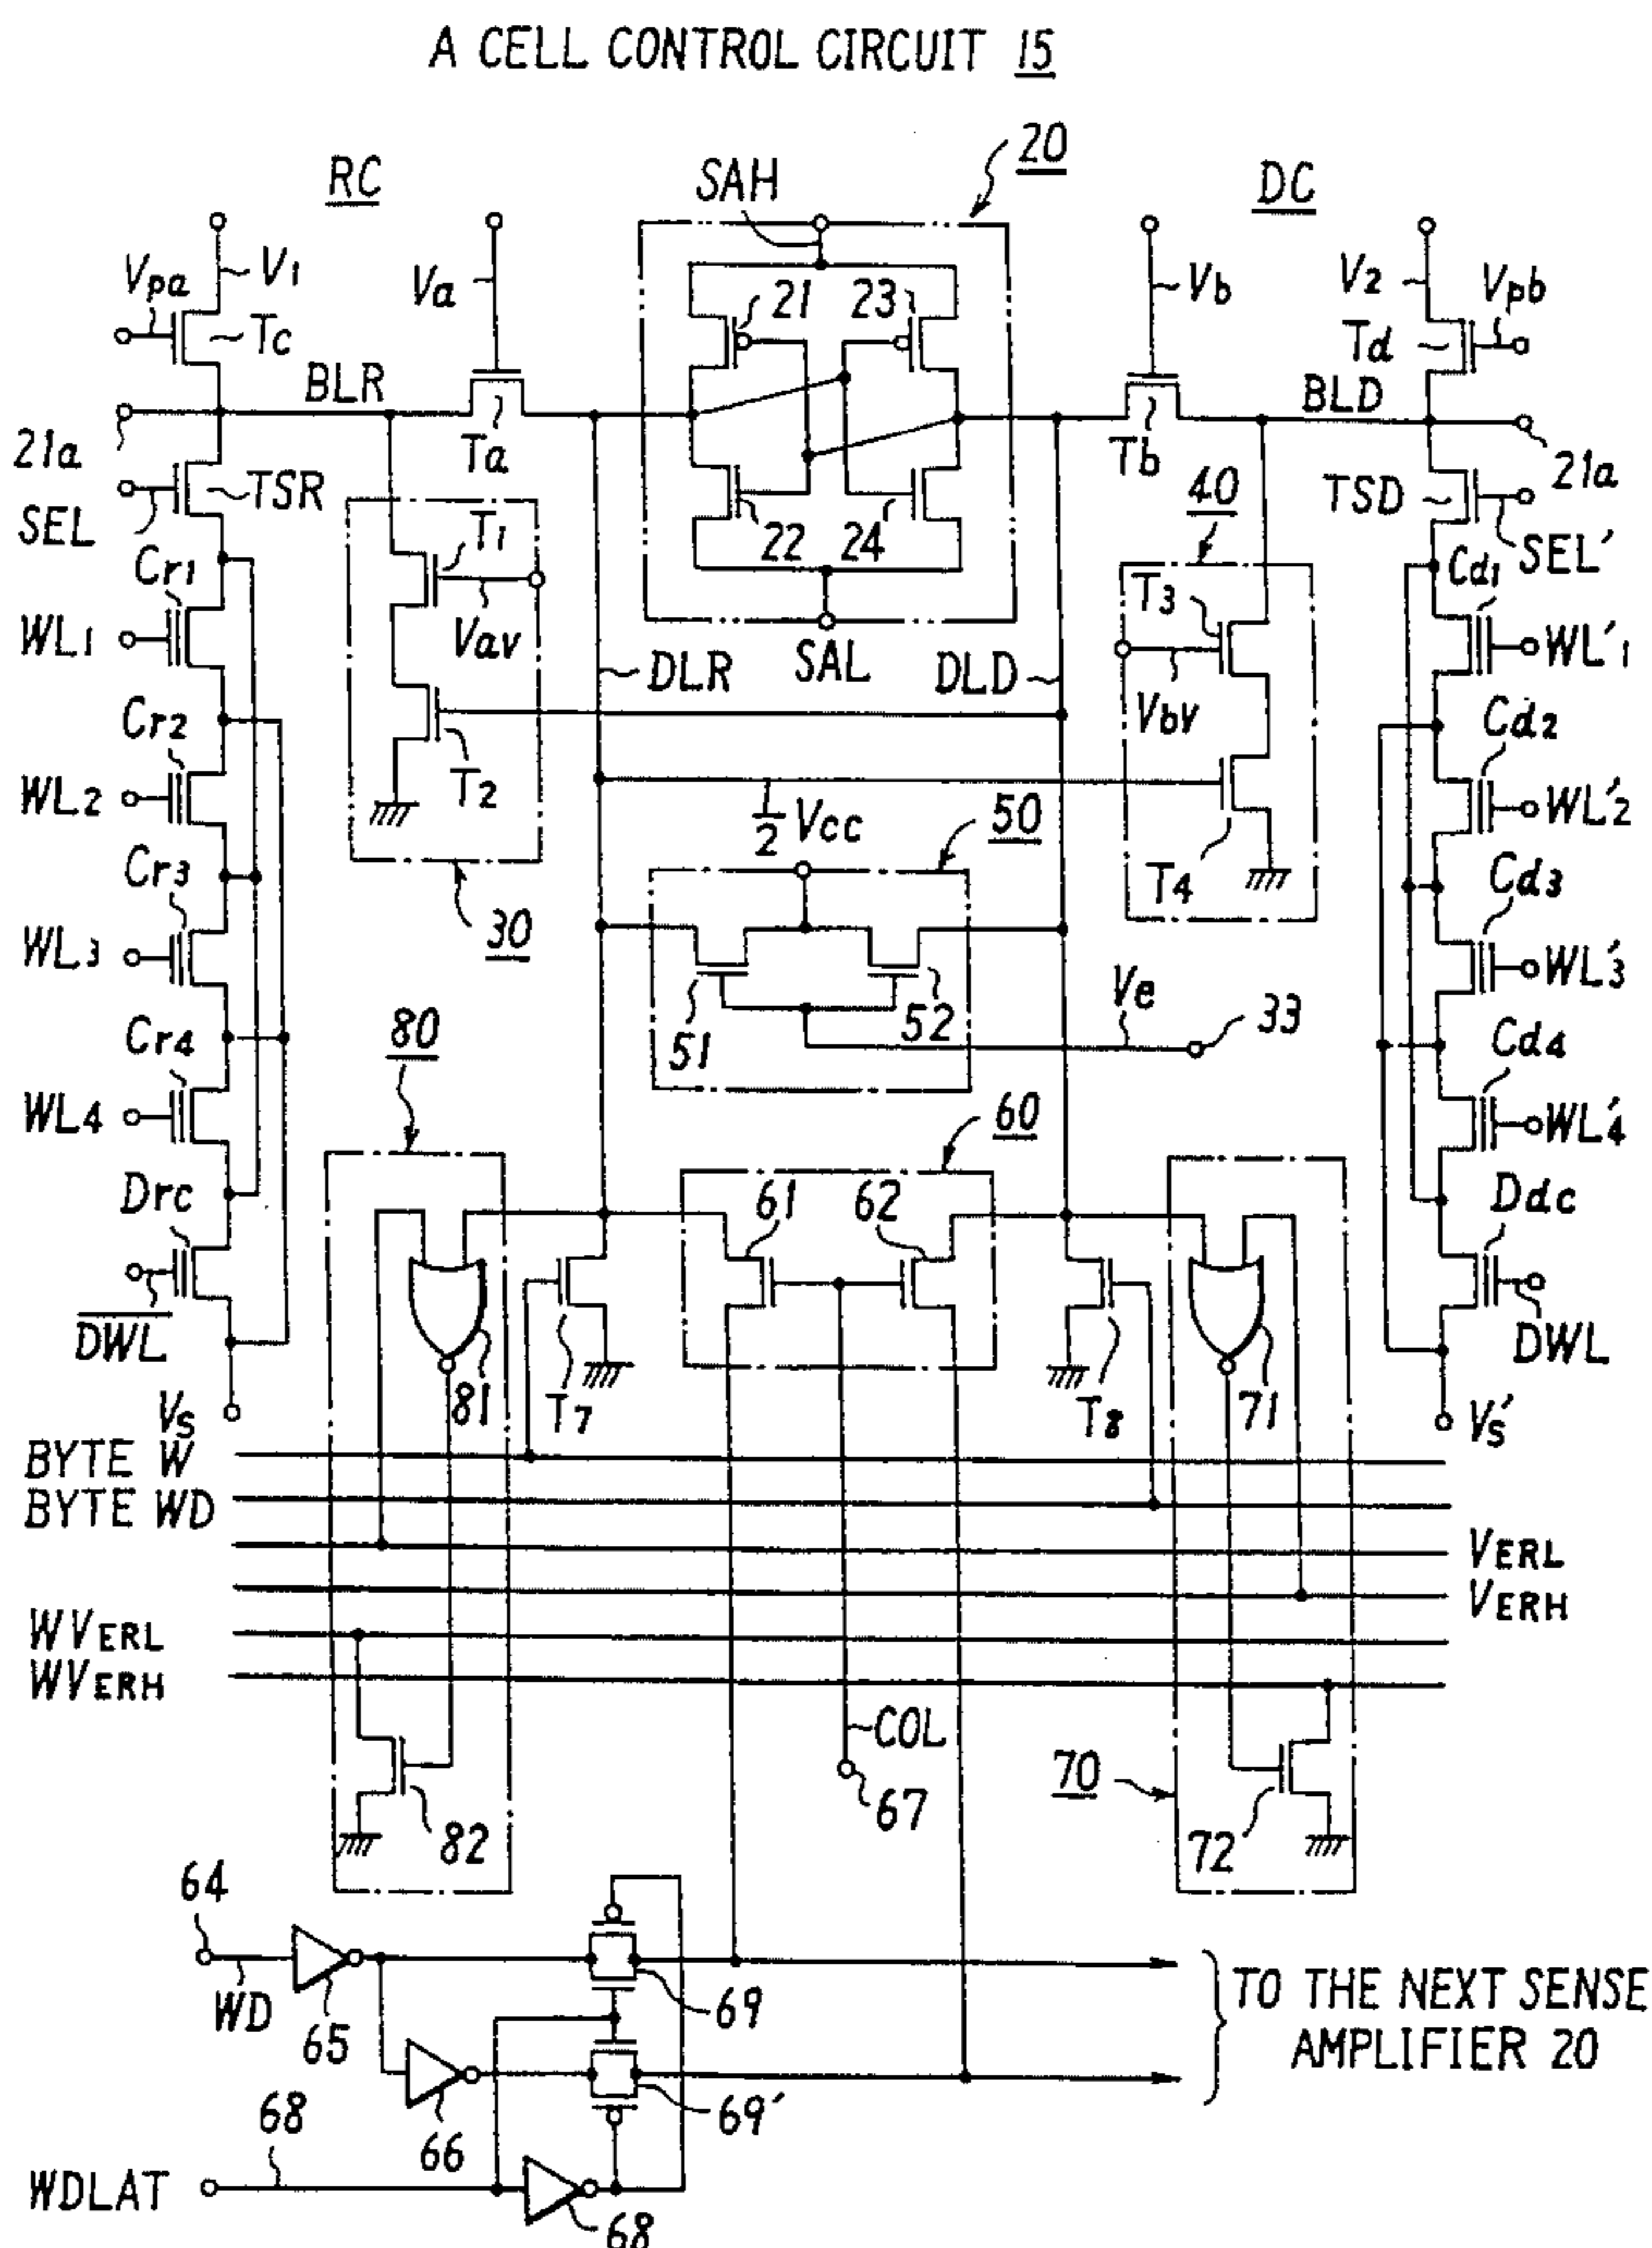 A CELL CONTROL CIRCUIT 15
RC
SAH
20
DC
Vpa
V1
Va
21
23
Vb
V2
Vpb
Tc
Td
BLR
BLD
21a
Ta
Tb
21a
TSR
40
TSD
SEL
T1
22
24
SEL'
Cr1
Cd1
T3
WL1
Vav
SAL
WL'1
DLR
DLD
Vbv
Cr2
Cd2
WL2
T2
WL'2
1/2 Vcc
50
Cr3
T4
Cd3
WL3
30
WL'3
Ve
33
Cr4
80
51
52
Cd4
WL4
60
WL'4
Drc
61
62
Ddc
DWL
81
T7
T8
71
DWL
Vs
Vs'
BYTE W
BYTE WD
VERL
VERH
WVERL
WVERH
COL
70
67
82
72
64
WD
65
69
TO THE NEXT SENSE
AMPLIFIER 20
68
66
69'
WDLAT
68